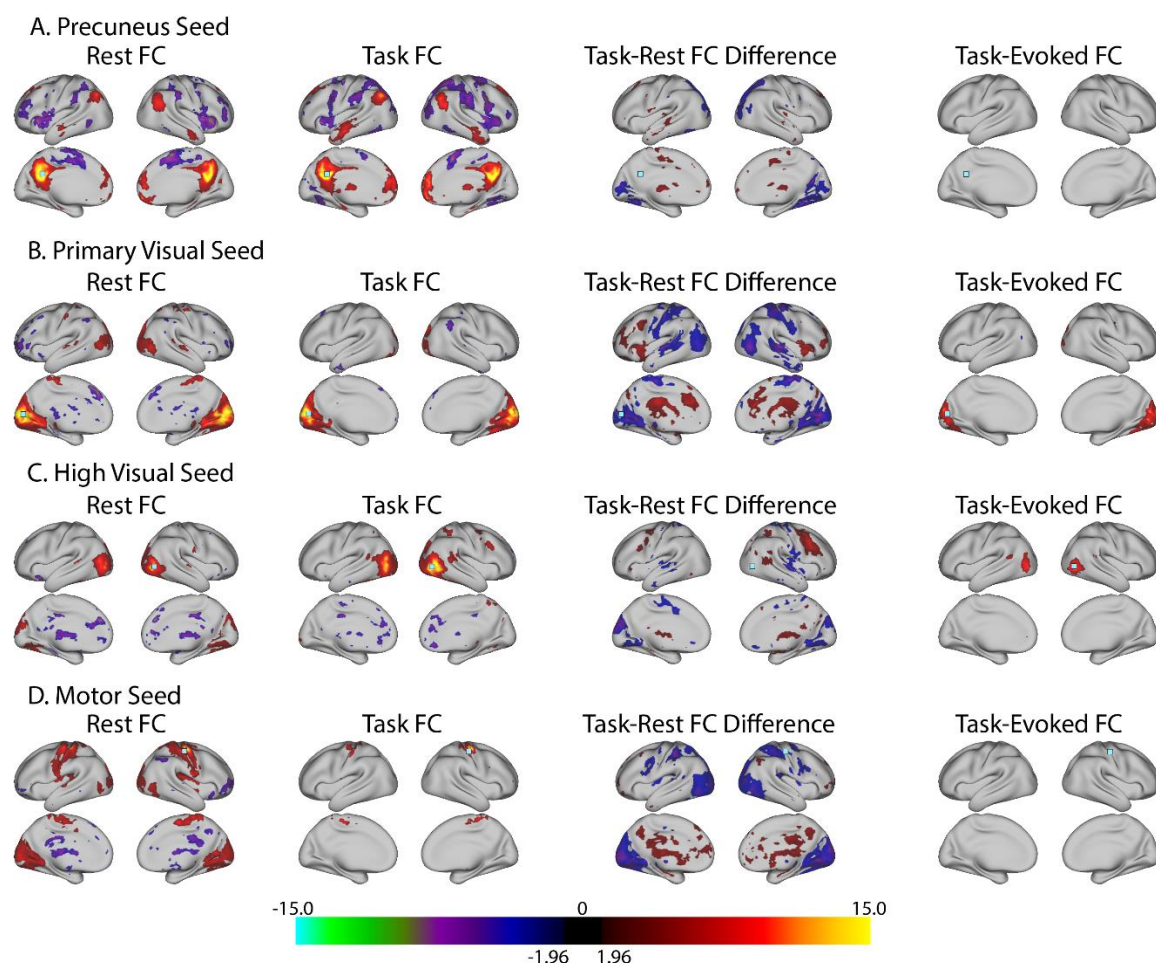 A. Precuneus Seed
Rest FC Task FC Task-Rest FC Difference Task-Evoked FC
B. Primary Visual Seed
Rest FC Task FC Task-Rest FC Difference Task-Evoked FC
C. High Visual Seed
Rest FC Task FC Task-Rest FC Difference Task-Evoked FC
D. Motor Seed
Rest FC Task FC Task-Rest FC Difference Task-Evoked FC
-15.0 0 15.0
-1.96 1.96